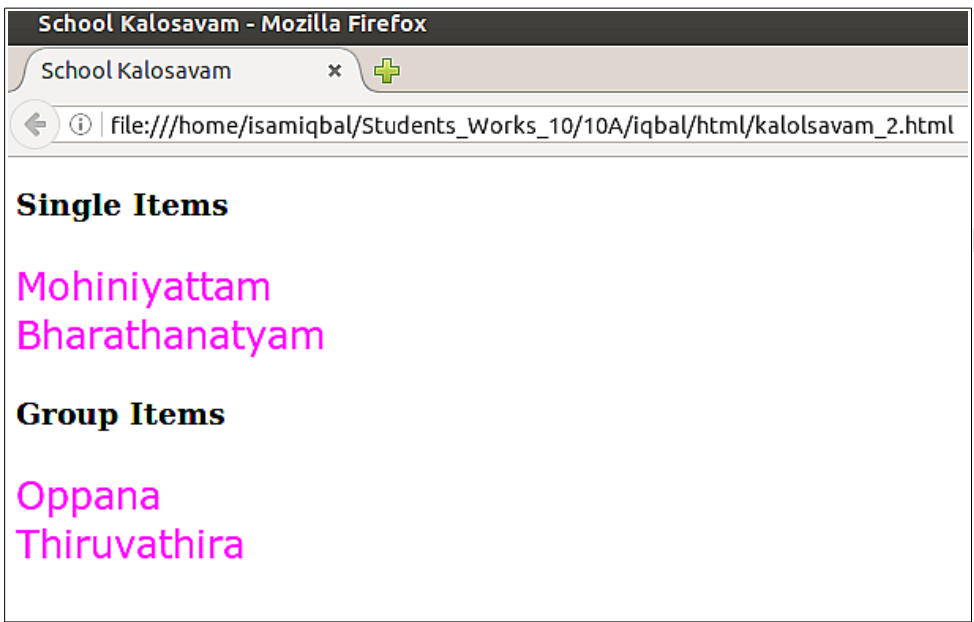 School Kalosavam - Mozilla Firefox
School Kalosavam
file:///home/isamiqbal/Students_Works_10/10A/iqbal/html/kalolsavam_2.html
Single Items
Mohiniyattam
Bharathanatyam
Group Items
Oppana
Thiruvathira